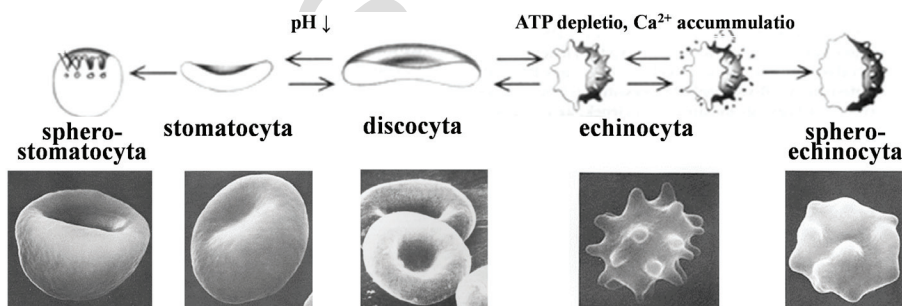 pH ↓
ATP depletio, Ca²⁺ accummulatio
sphero-
stomatocyta
stomatocyta
discocyta
echinocyta
sphero-
echinocyta